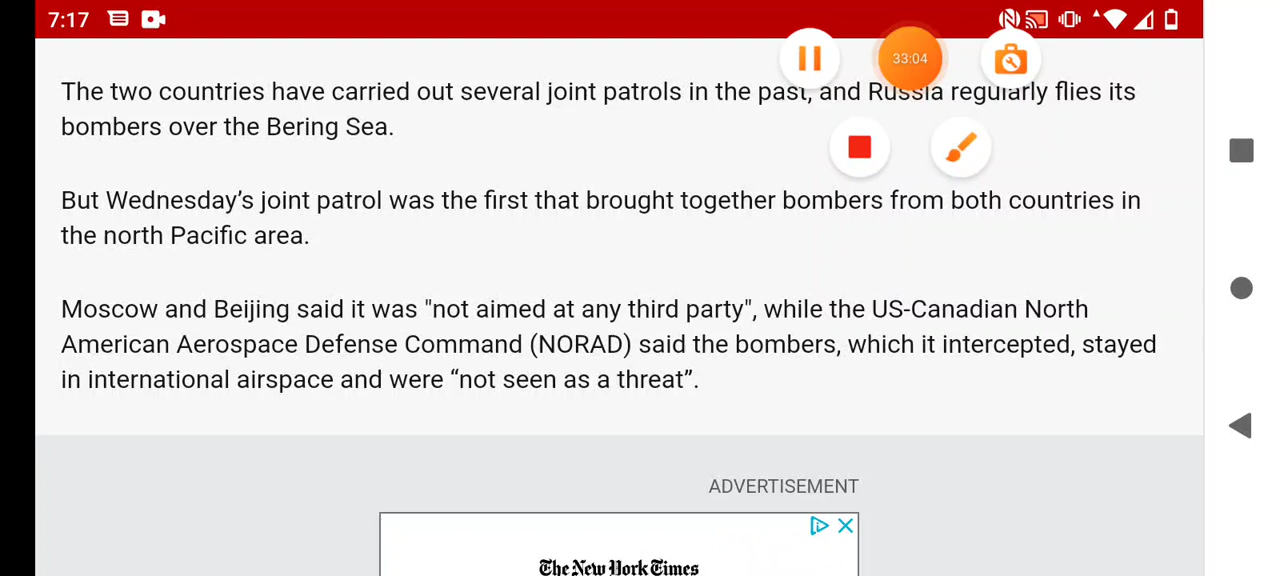 7:17
33:04
The two countries have carried out several joint patrols in the past, and Russia regularly flies its
bombers over the Bering Sea.
But Wednesday’s joint patrol was the first that brought together bombers from both countries in
the north Pacific area.
Moscow and Beijing said it was "not aimed at any third party", while the US-Canadian North
American Aerospace Defense Command (NORAD) said the bombers, which it intercepted, stayed
in international airspace and were “not seen as a threat”.
ADVERTISEMENT
The New York Times